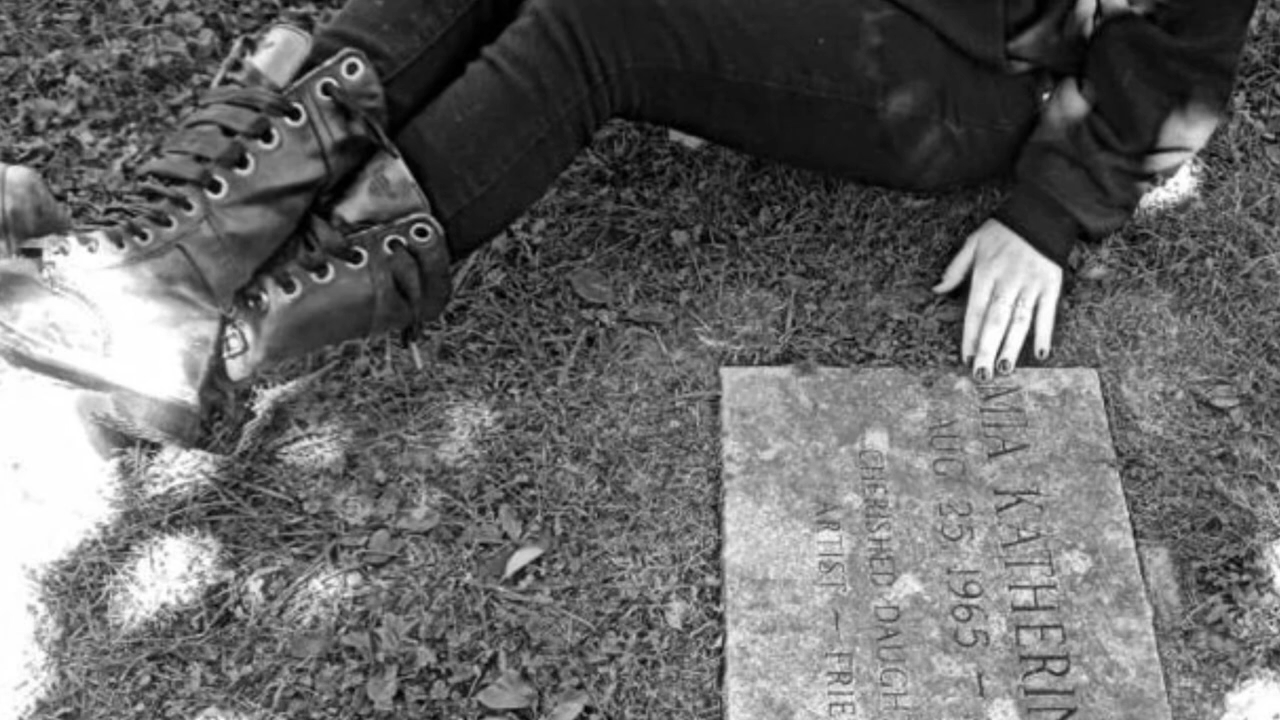 MIA KATHERIN
AUG 25 1965 –
CHERISHED DAUGH
ARTIST – FRIE